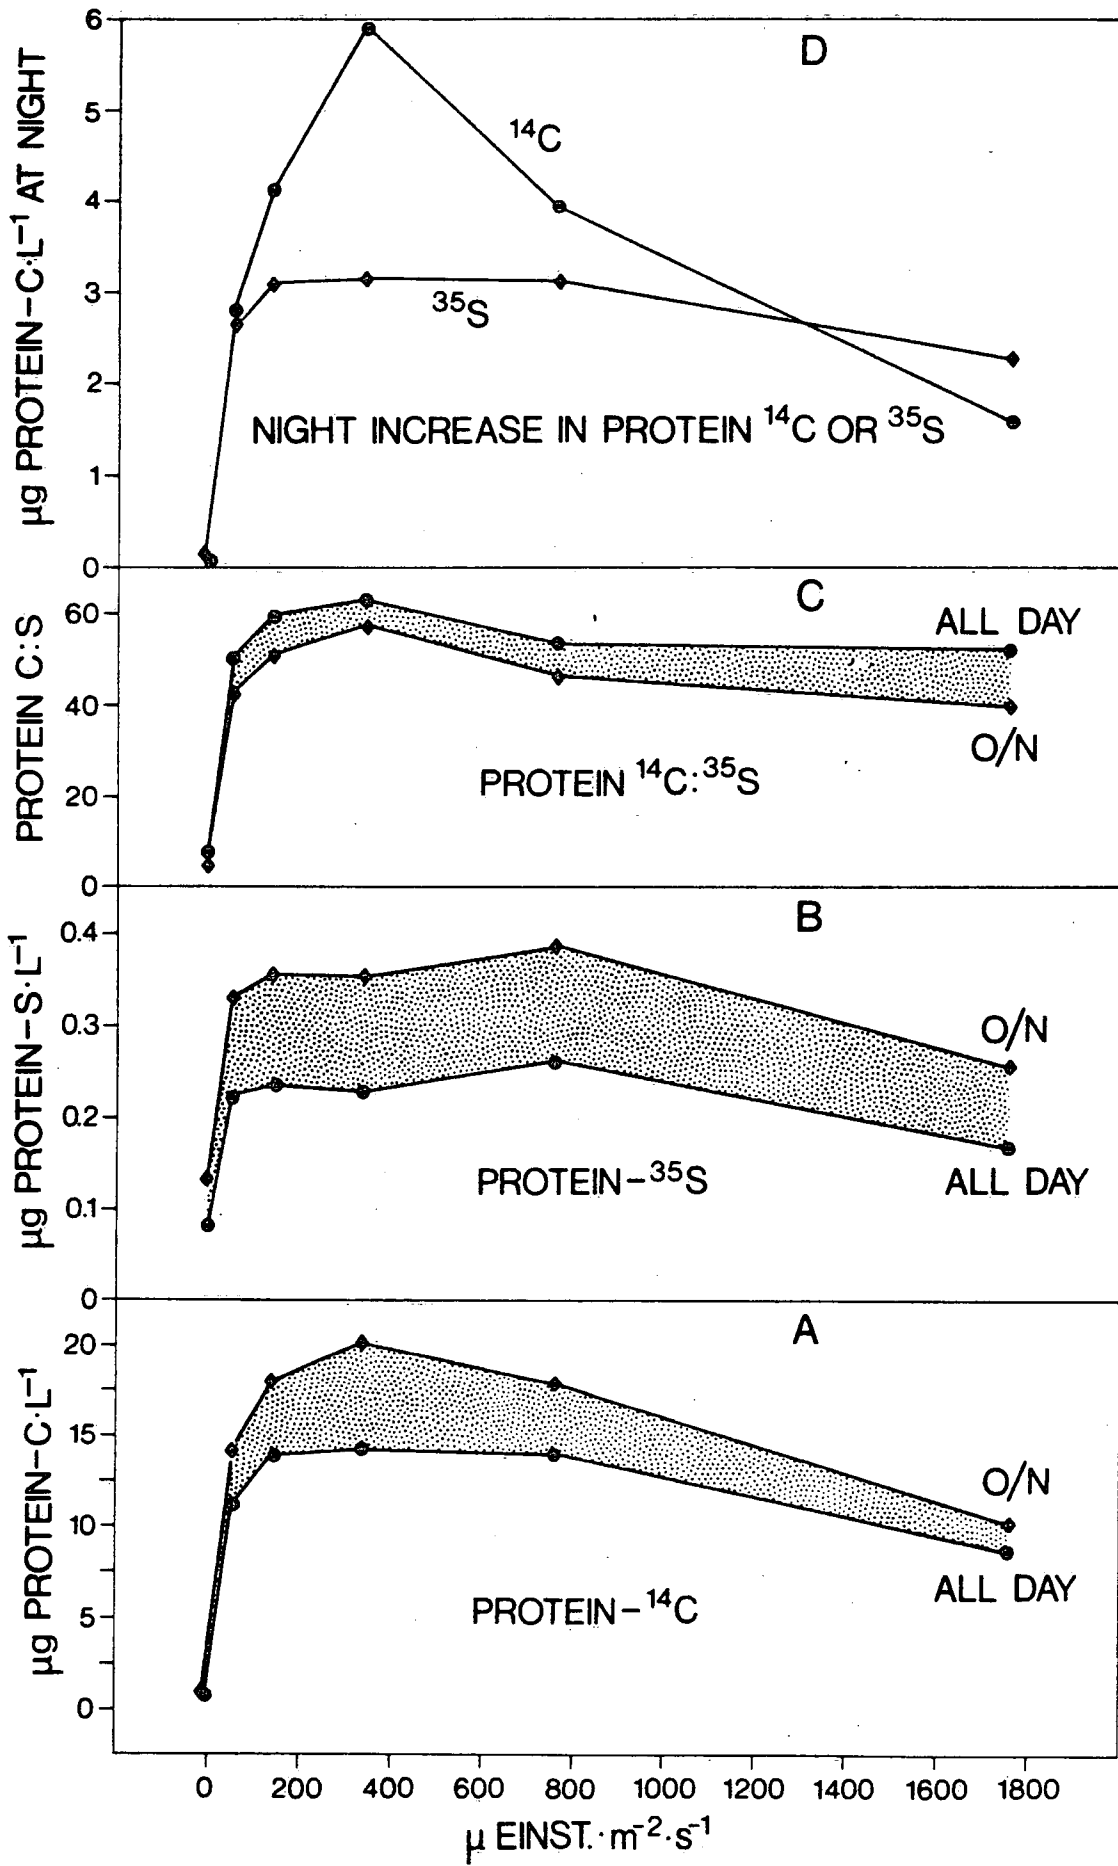 µg PROTEIN–C·L⁻¹ AT NIGHT
6
5
4
3
2
1
0
D
¹⁴C
³⁵S
NIGHT INCREASE IN PROTEIN ¹⁴C OR ³⁵S
PROTEIN C:S
60
40
20
0
C
ALL DAY
O/N
PROTEIN ¹⁴C:³⁵S
µg PROTEIN–S·L⁻¹
0.4
0.3
0.2
0.1
0
B
O/N
PROTEIN–³⁵S
ALL DAY
µg PROTEIN–C·L⁻¹
20
15
10
5
0
A
O/N
ALL DAY
PROTEIN–¹⁴C
0 200 400 600 800 1000 1200 1400 1600 1800
µ EINST.·m⁻²·s⁻¹